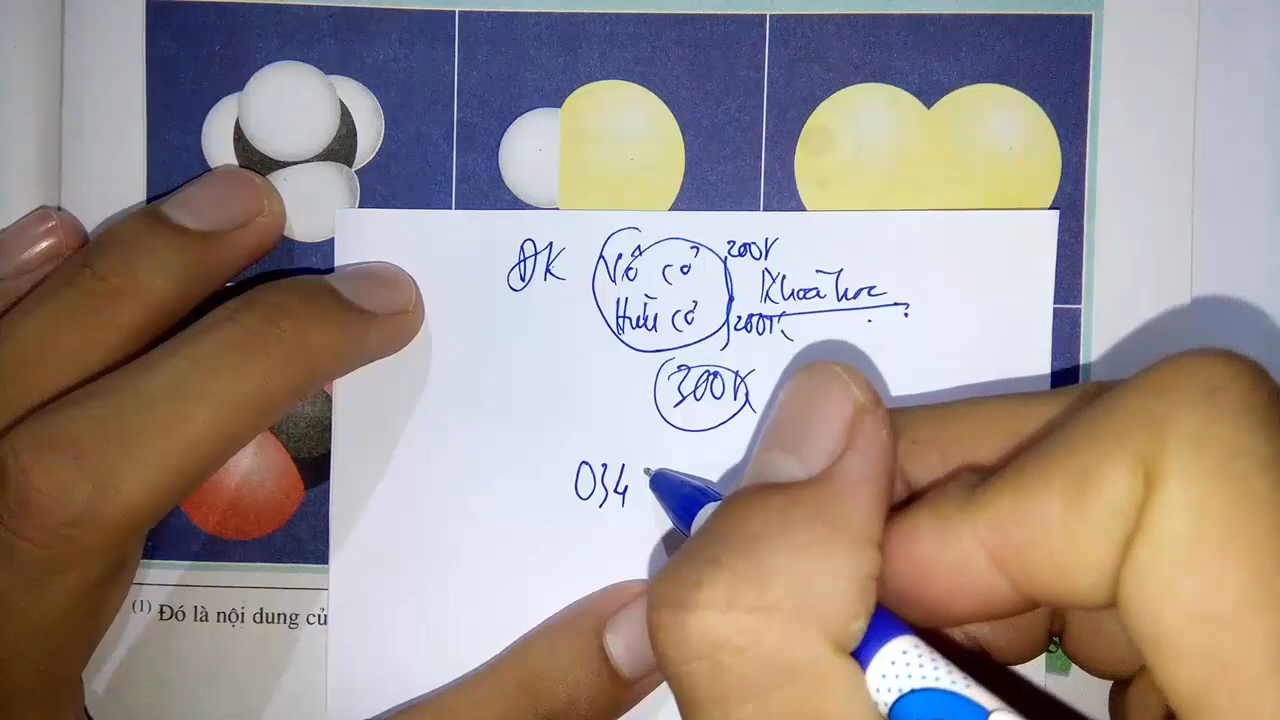 ĐK Vô cơ 200K
Hữu cơ 200K
Khoá học
300K
034
(1) Đó là nội dung củ